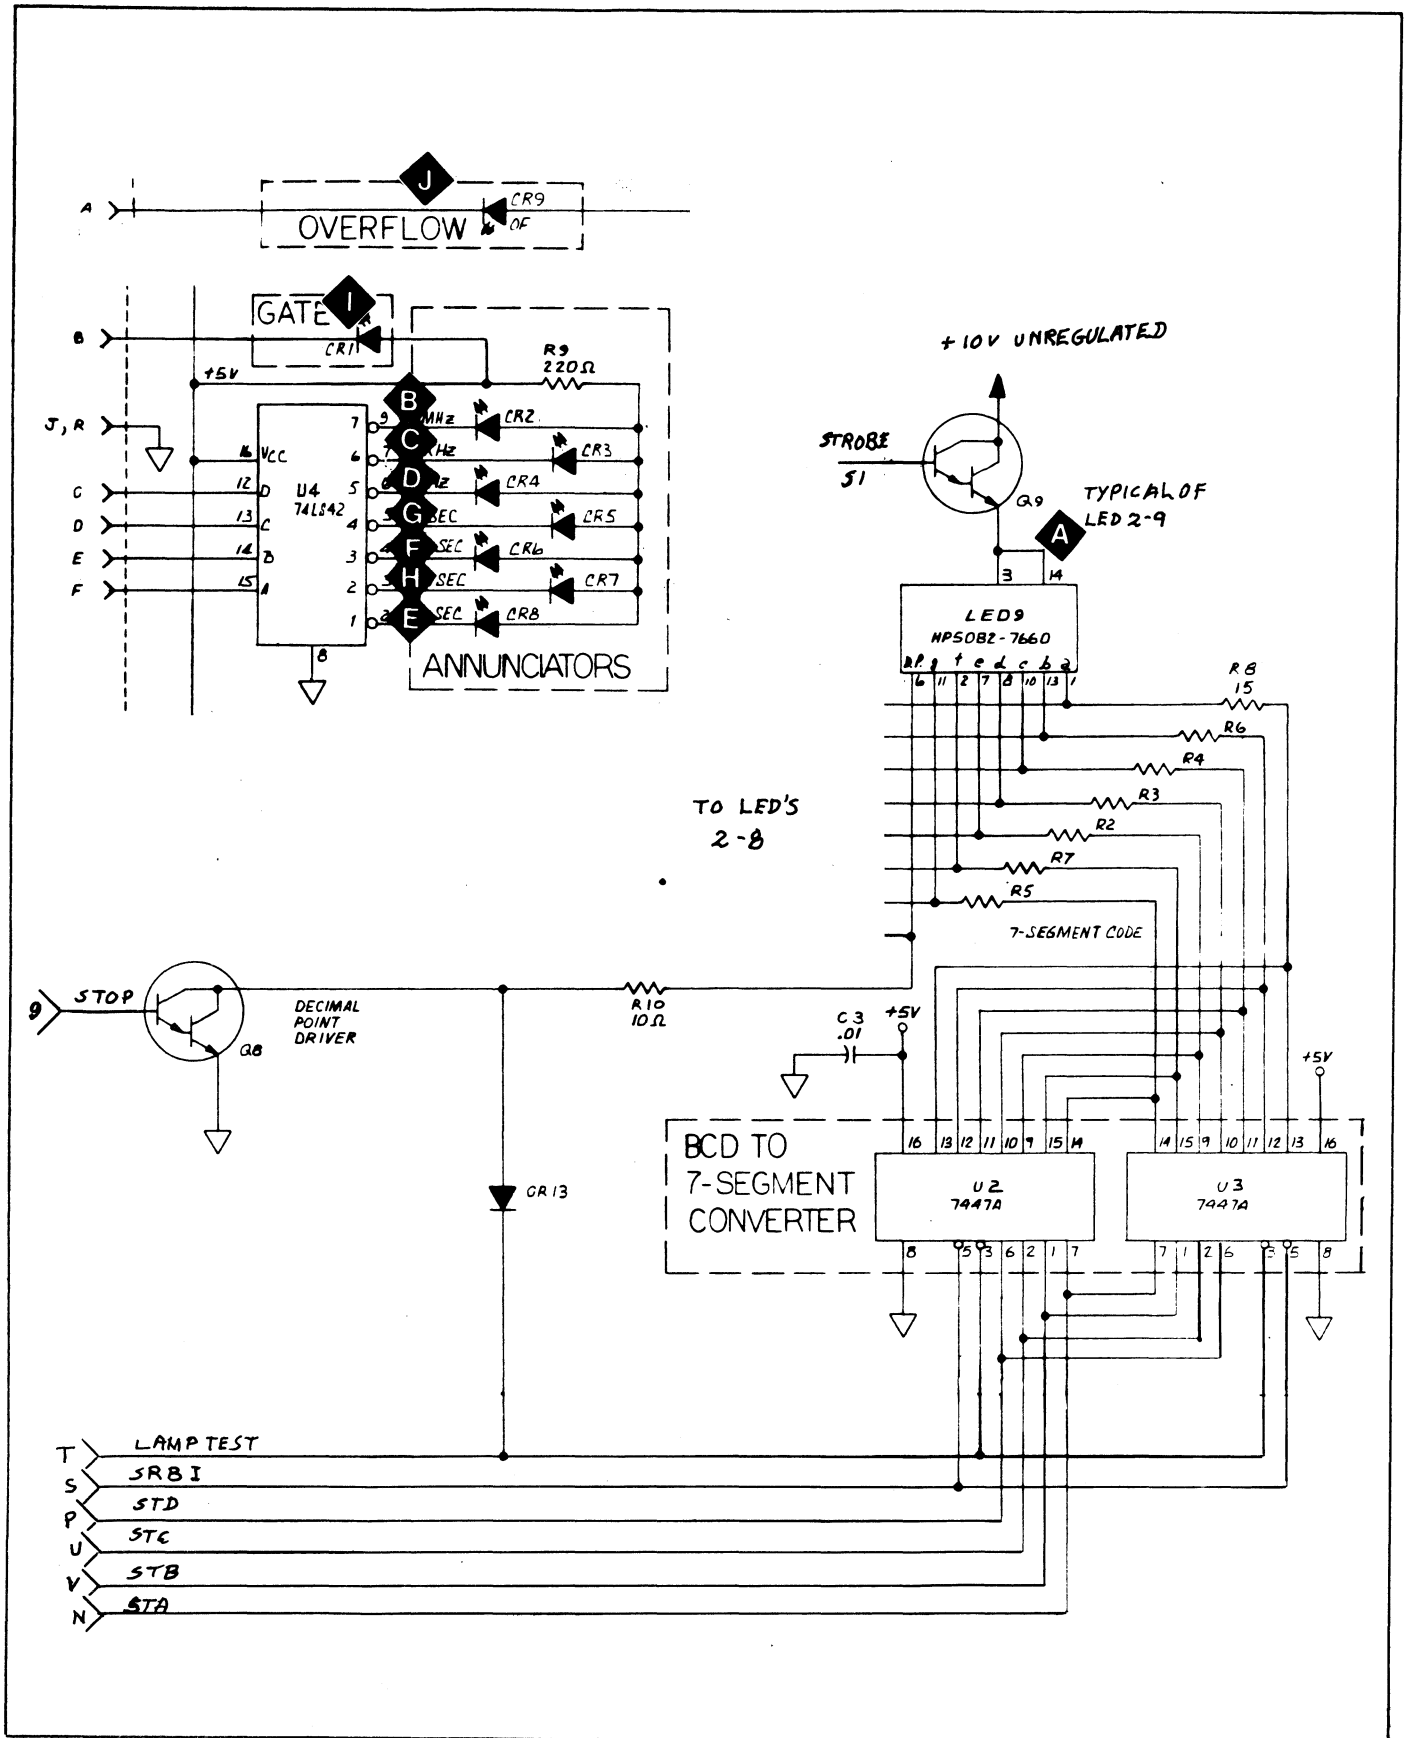 J
CR9
A
OVERFLOW
OF
GATE
I
B
CR1
R9
220Ω
+5V
+10V UNREGULATED
J, R
B
7 9 MHz CR2
C
16 VCC
6 7 CR3
STROBE
S1
Q9
C
12 D
U4
74LS42
D
5 6 CR4
TYPICAL OF
LED 2-9
D
13 C
G
4 5 SEC CR5
A
E
14 B
F
3 4 SEC CR6
F
15 A
H
2 3 SEC CR7
3 14
1 2 E SEC CR8
8
ANNUNCIATORS
LED9
HP5082-7660
D.P. g f e d c b a
6 11 2 7 8 10 13 1
R8
15
R6
R4
R3
TO LED'S
2-8
R2
R7
R5
7-SEGMENT CODE
9 STOP
DECIMAL
POINT
DRIVER
Q8
R10
10Ω
C3
.01
+5V
+5V
BCD TO
7-SEGMENT
CONVERTER
16 13 12 11 10 9 15 14
14 15 9 10 11 12 13 16
U2
7447A
U3
7447A
CR13
8 5 3 6 2 1 7
7 1 2 6 3 5 8
T LAMP TEST
S SRBI
P STD
U STC
V STB
N STA